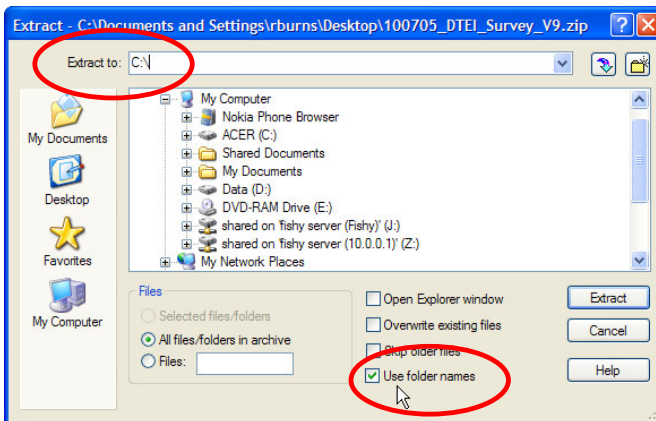 Extract - C:\Documents and Settings\rburns\Desktop\100705_DTEI_Survey_V9.zip
Extract to: C:\
My Documents
Desktop
Favorites
My Computer
My Computer
Nokia Phone Browser
ACER (C:)
Shared Documents
My Documents
Data (D:)
DVD-RAM Drive (E:)
shared on 'fishy server (Fishy)' (J:)
shared on 'fishy server (10.0.0.1)' (Z:)
My Network Places
Files
Selected files/folders
All files/folders in archive
Files:
Open Explorer window
Overwrite existing files
Skip older files
Use folder names
Extract
Cancel
Help